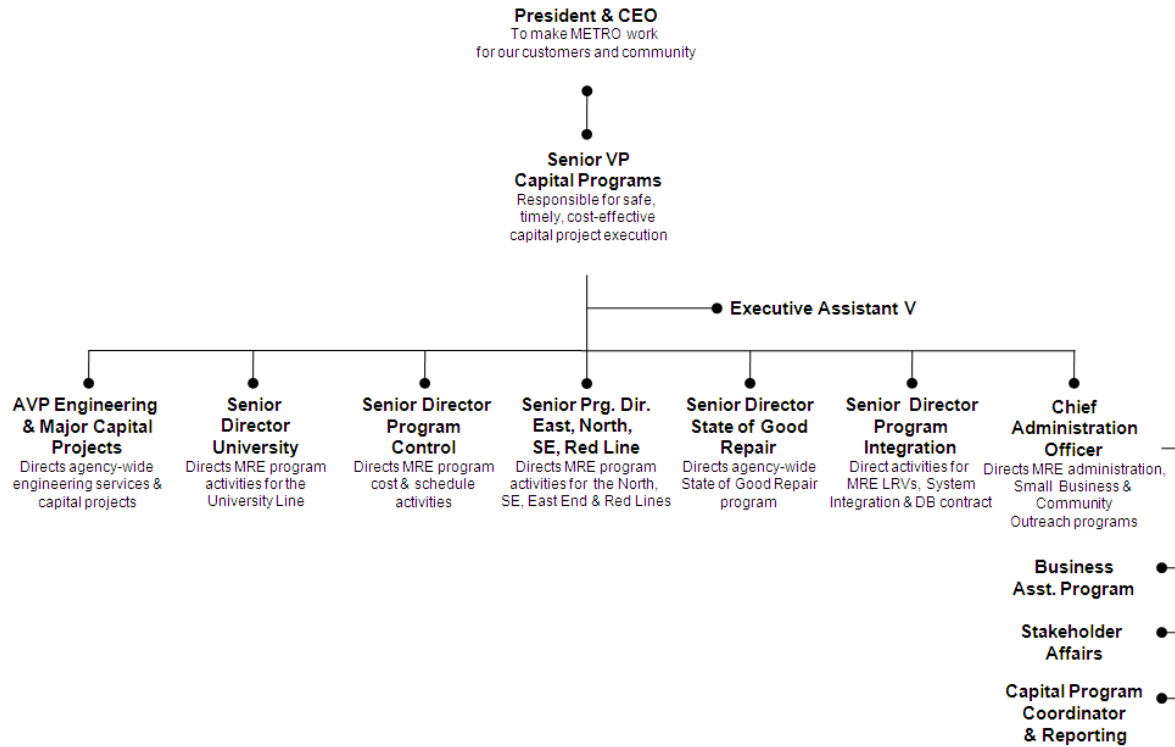 President & CEO
To make METRO work
for our customers and community
Senior VP
Capital Programs
Responsible for safe,
timely, cost-effective
capital project execution
Executive Assistant V
AVP Engineering
& Major Capital
Projects
Directs agency-wide
engineering services &
capital projects
Senior
Director
University
Directs MRE program
activities for the
University Line
Senior Director
Program
Control
Directs MRE program
cost & schedule
activities
Senior Prg. Dir.
East, North,
SE, Red Line
Directs MRE program
activities for the North,
SE, East End & Red Lines
Senior Director
State of Good
Repair
Directs agency-wide
State of Good Repair
program
Senior Director
Program
Integration
Direct activities for
MRE LRVs, System
Integration & DB contract
Chief
Administration
Officer
Directs MRE administration,
Small Business &
Community
Outreach programs
Business
Asst. Program
Stakeholder
Affairs
Capital Program
Coordinator
& Reporting